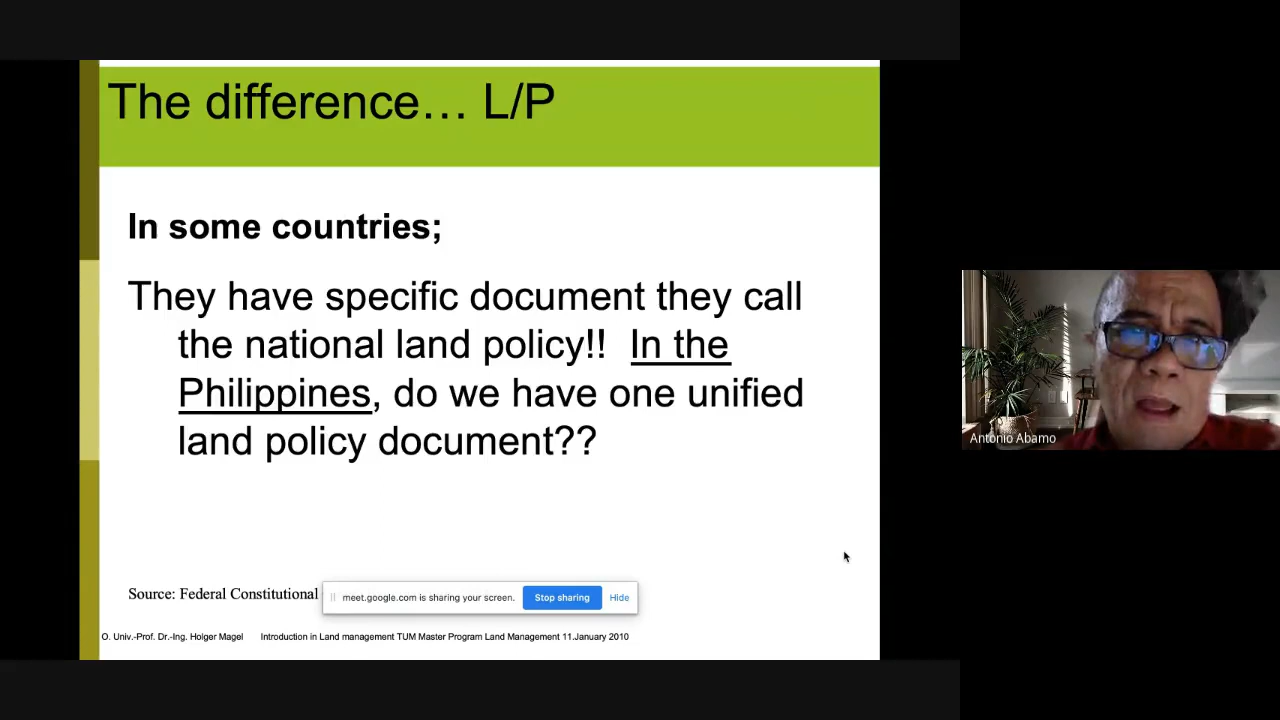 The difference… L/P
In some countries;
They have specific document they call
the national land policy!! In the
Philippines, do we have one unified
land policy document??
Source: Federal Constitutional
meet.google.com is sharing your screen. Stop sharing Hide
O. Univ.-Prof. Dr.-Ing. Holger Magel Introduction in Land management TUM Master Program Land Management 11.January 2010
Antonio Abamo